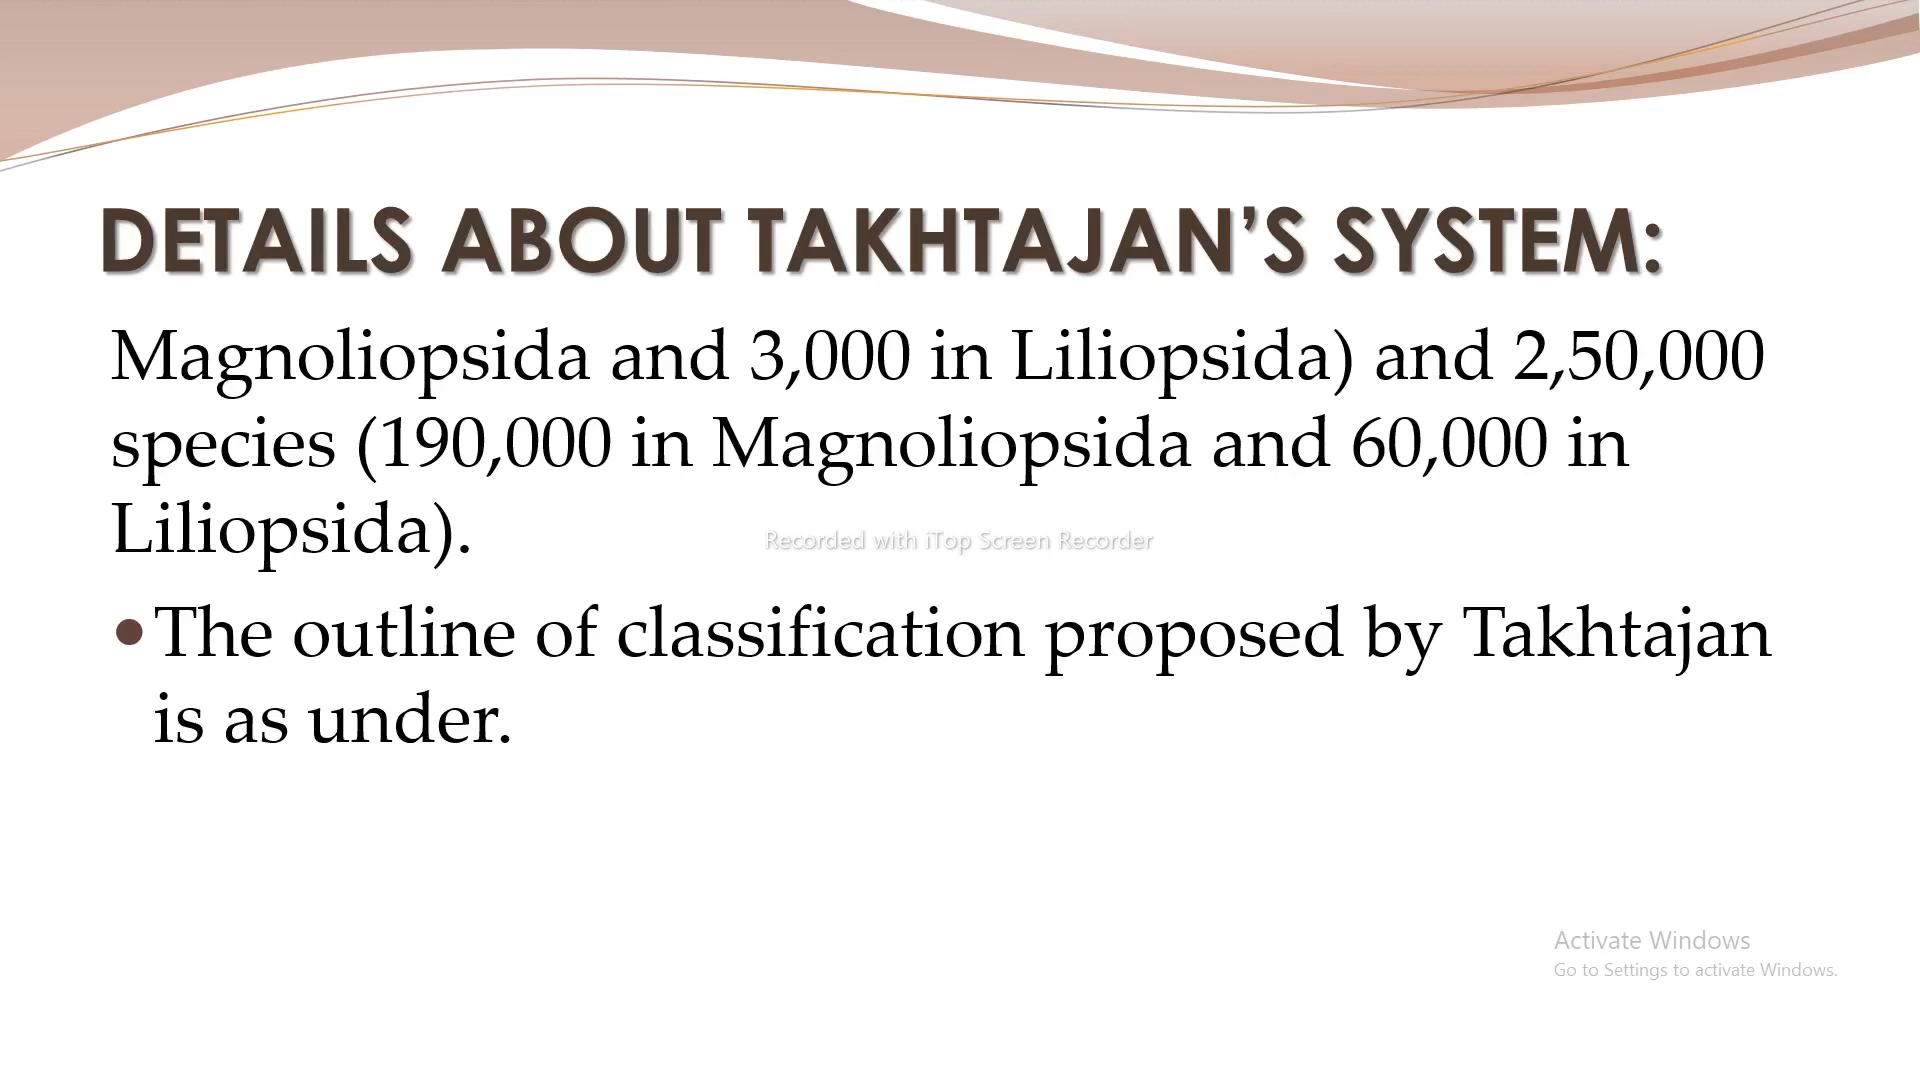 DETAILS ABOUT TAKHTAJAN’S SYSTEM:
Magnoliopsida and 3,000 in Liliopsida) and 2,50,000
species (190,000 in Magnoliopsida and 60,000 in
Liliopsida).
Recorded with iTop Screen Recorder
•The outline of classification proposed by Takhtajan
is as under.
Activate Windows
Go to Settings to activate Windows.